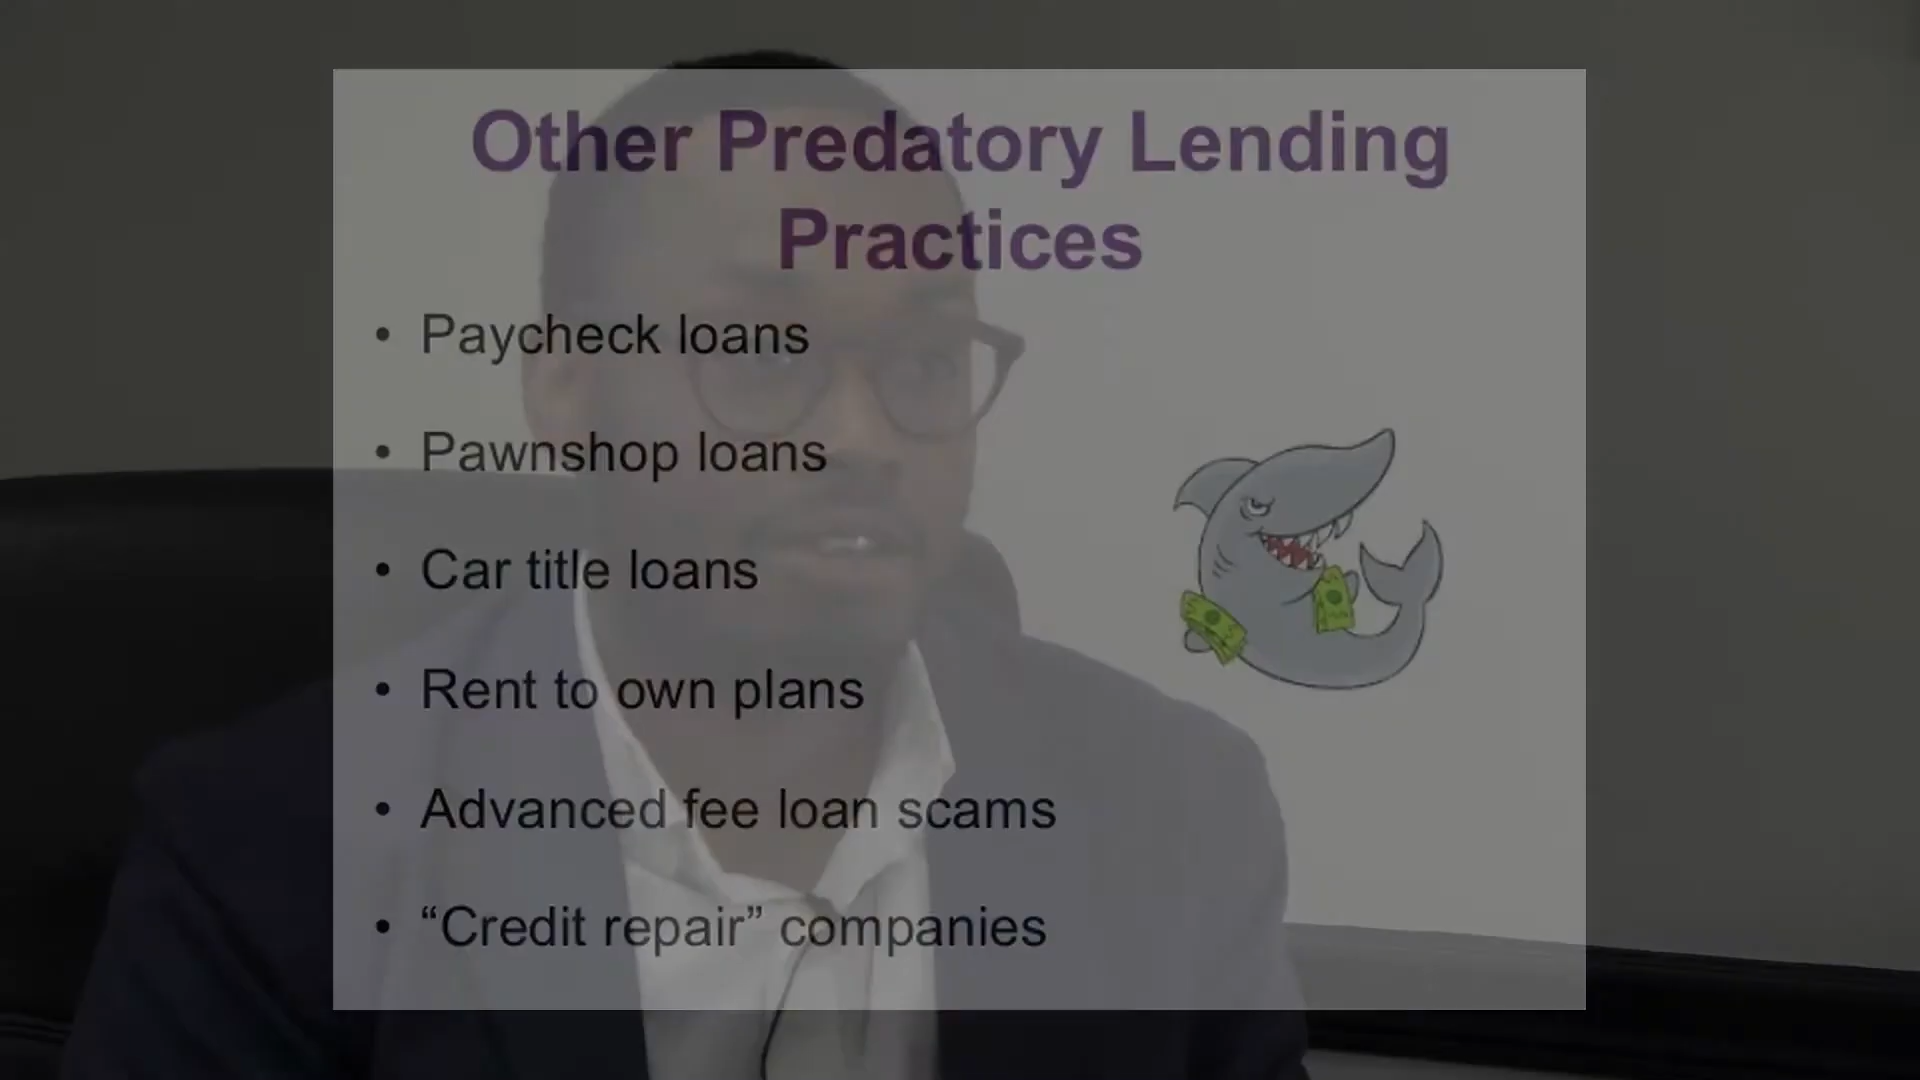 Other Predatory Lending
Practices
• Paycheck loans
• Pawnshop loans
• Car title loans
• Rent to own plans
• Advanced fee loan scams
• “Credit repair” companies